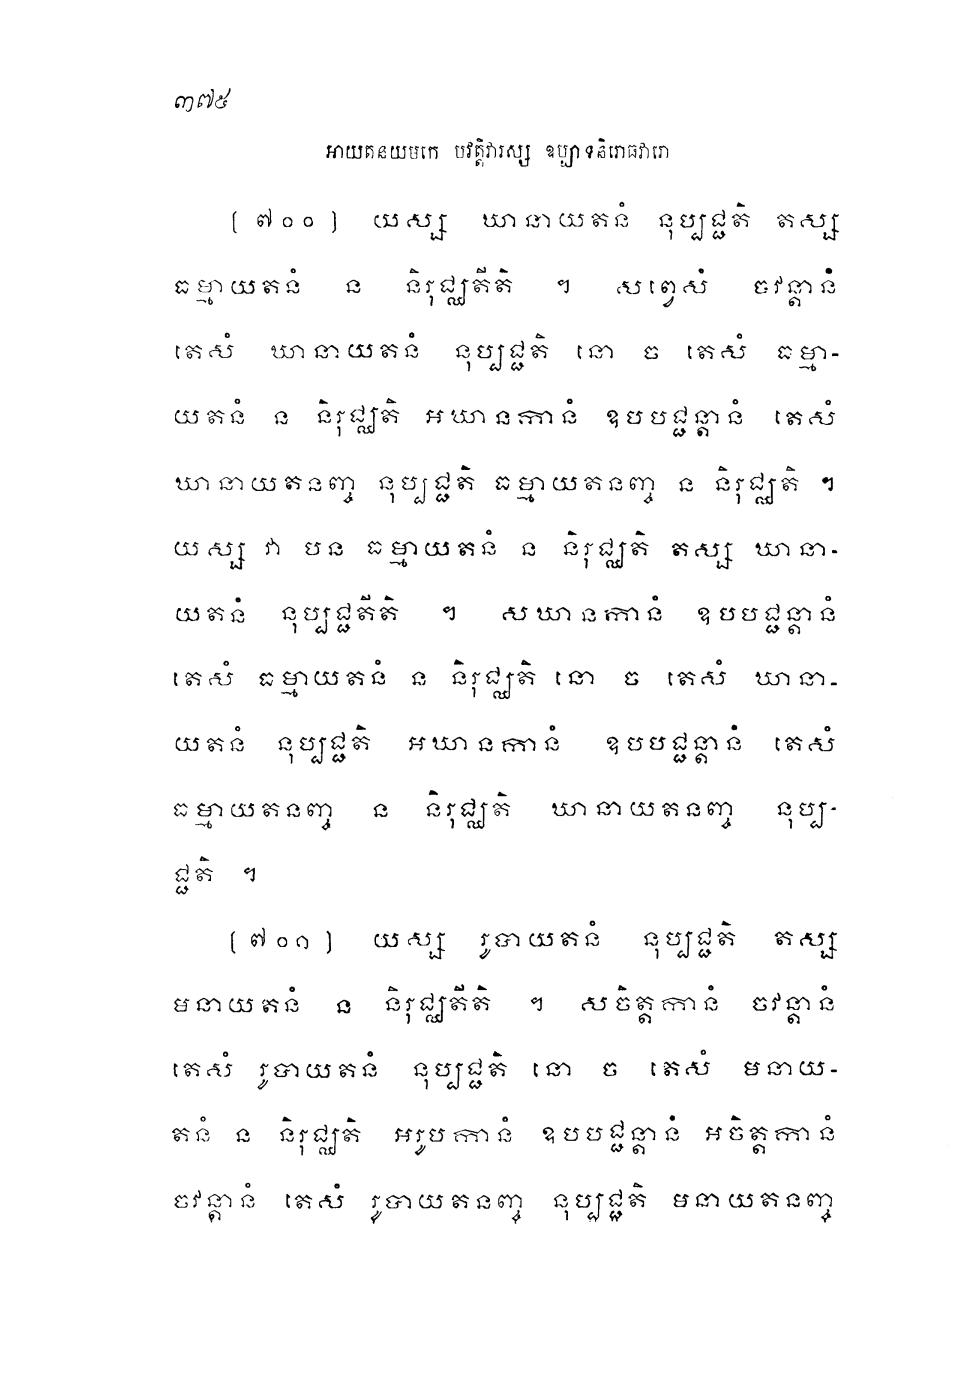 ៣៧៥
អាយតនយមកេ បវត្តិវារស្ស ឧប្បាទនិរោធវារោ
(៧០០) យស្ស ឃានាយតនំ នុប្បជ្ជតិ តស្ស
ធម្មាយតនំ ន និរុជ្ឈតីតិ ។ សព្វេសំ ចវន្តានំ
តេសំ ឃានាយតនំ នុប្បជ្ជតិ នោ ច តេសំ ធម្មា-
យតនំ ន និរុជ្ឈតិ អឃានកានំ ឧបបជ្ជន្តានំ តេសំ
ឃានាយតនញ្ច នុប្បជ្ជតិ ធម្មាយតនញ្ច ន និរុជ្ឈតិ ។
យស្ស វា បន ធម្មាយតនំ ន និរុជ្ឈតិ តស្ស ឃានា-
យតនំ នុប្បជ្ជតីតិ ។ សឃានកានំ ឧបបជ្ជន្តានំ
តេសំ ធម្មាយតនំ ន និរុជ្ឈតិ នោ ច តេសំ ឃានា-
យតនំ នុប្បជ្ជតិ អឃានកានំ ឧបបជ្ជន្តានំ តេសំ
ធម្មាយតនញ្ច ន និរុជ្ឈតិ ឃានាយតនញ្ច នុប្ប-
ជ្ជតិ ។
(៧០១) យស្ស រូបាយតនំ នុប្បជ្ជតិ តស្ស
មនាយតនំ ន និរុជ្ឈតីតិ ។ សចិត្តកានំ ចវន្តានំ
តេសំ រូបាយតនំ នុប្បជ្ជតិ នោ ច តេសំ មនាយ-
តនំ ន និរុជ្ឈតិ អរូបកានំ ឧបបជ្ជន្តានំ អចិត្តកានំ
ចវន្តានំ តេសំ រូបាយតនញ្ច នុប្បជ្ជតិ មនាយតនញ្ច